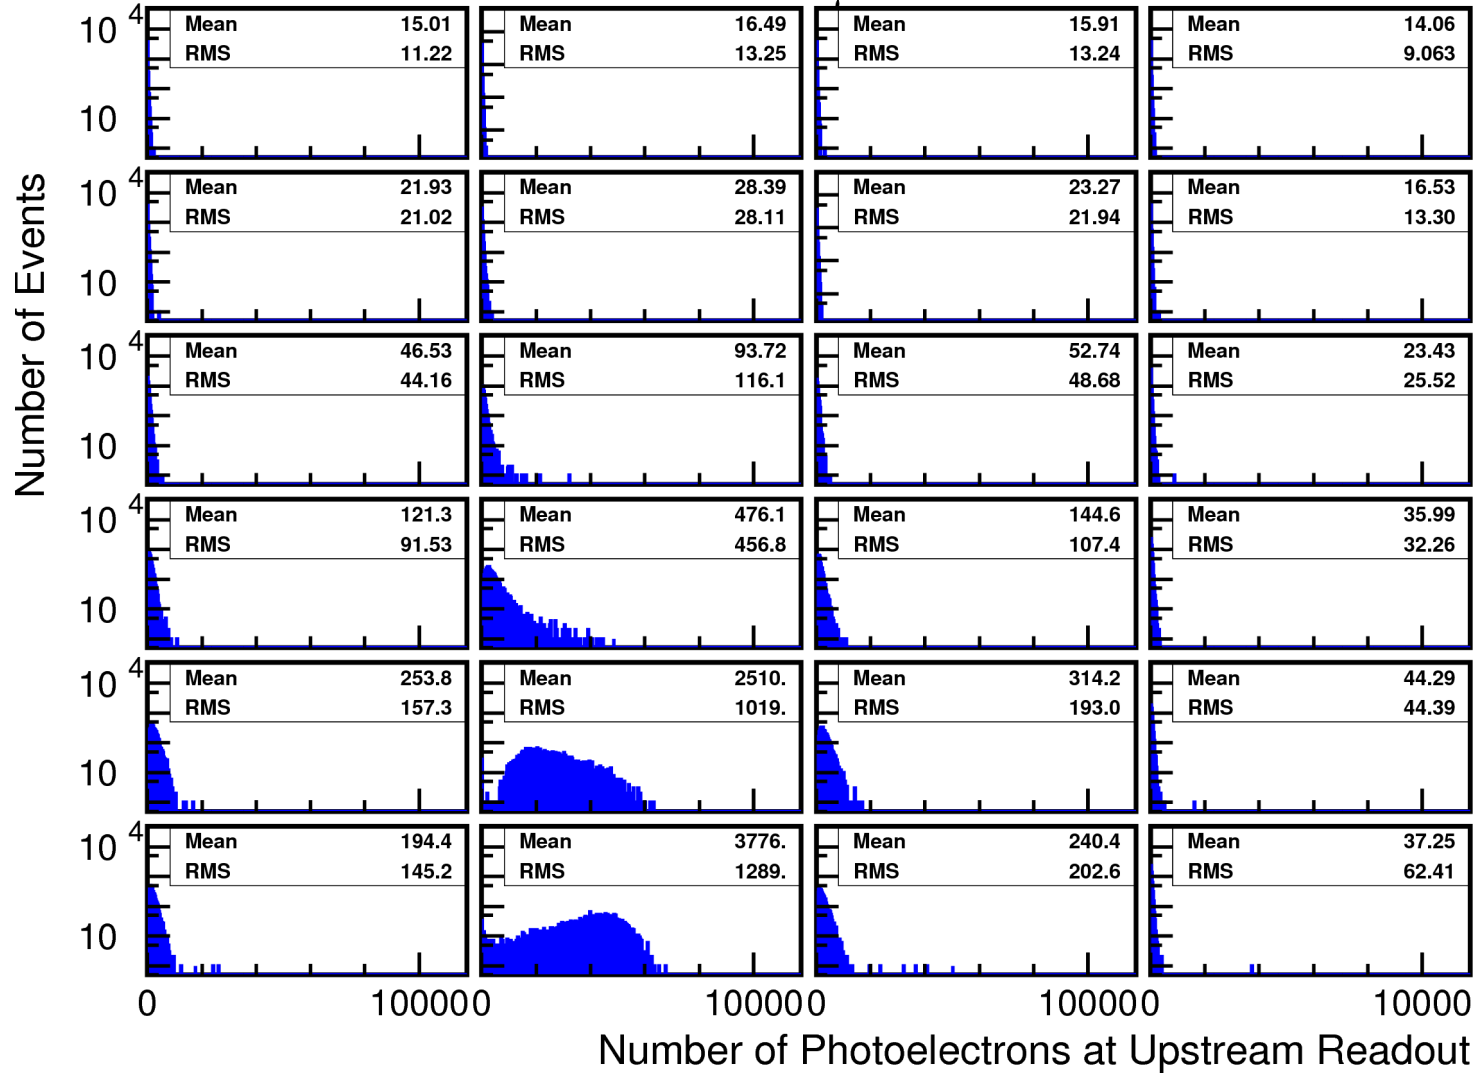 10 4
Mean 15.01 Mean 16.49 Mean 15.91 Mean 14.06
RMS 11.22 RMS 13.25 RMS 13.24 RMS 9.063
10
10 4
Mean 21.93 Mean 28.39 Mean 23.27 Mean 16.53
RMS 21.02 RMS 28.11 RMS 21.94 RMS 13.30
10
10 4
Mean 46.53 Mean 93.72 Mean 52.74 Mean 23.43
RMS 44.16 RMS 116.1 RMS 48.68 RMS 25.52
10
10 4
Mean 121.3 Mean 476.1 Mean 144.6 Mean 35.99
RMS 91.53 RMS 456.8 RMS 107.4 RMS 32.26
10
10 4
Mean 253.8 Mean 2510. Mean 314.2 Mean 44.29
RMS 157.3 RMS 1019. RMS 193.0 RMS 44.39
10
10 4
Mean 194.4 Mean 3776. Mean 240.4 Mean 37.25
RMS 145.2 RMS 1289. RMS 202.6 RMS 62.41
10
0 10000 0 10000 0 10000 0 10000
Number of Events
Number of Photoelectrons at Upstream Readout